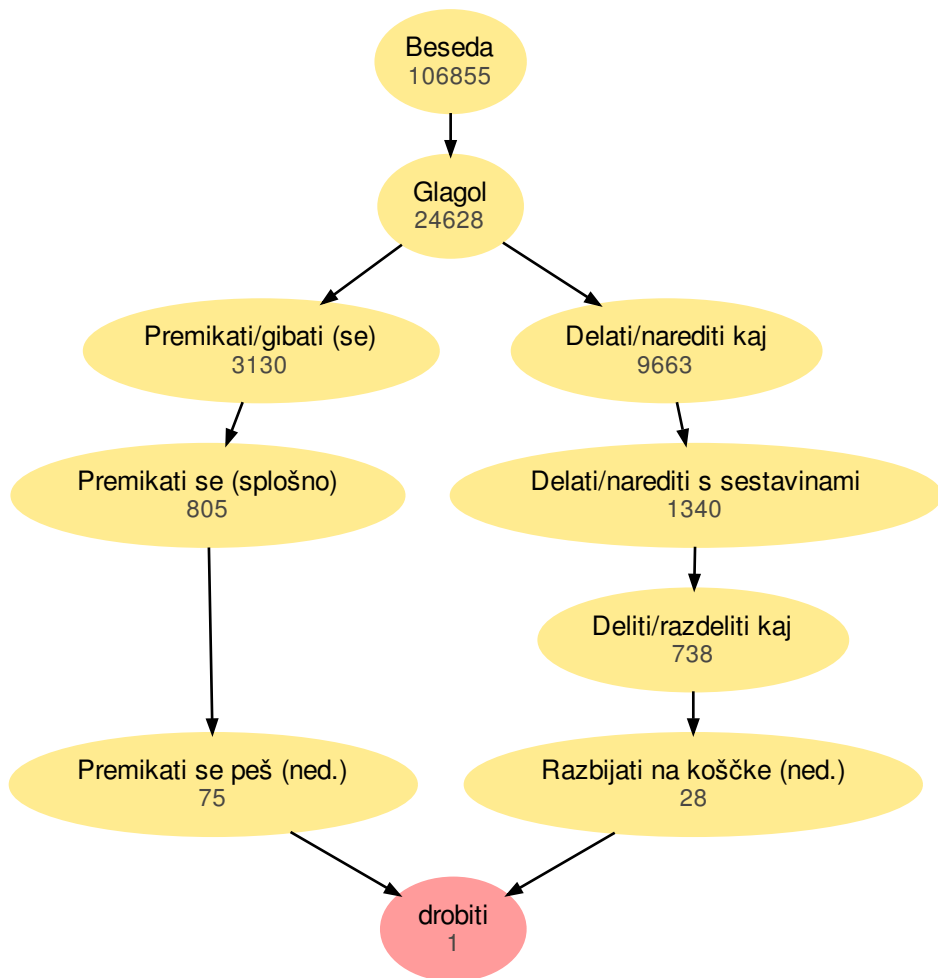 Beseda
106855
Glagol
24628
Premikati/gibati (se)
3130
Delati/narediti kaj
9663
Premikati se (splošno)
805
Delati/narediti s sestavinami
1340
Deliti/razdeliti kaj
738
Premikati se peš (ned.)
75
Razbijati na koščke (ned.)
28
drobiti
1